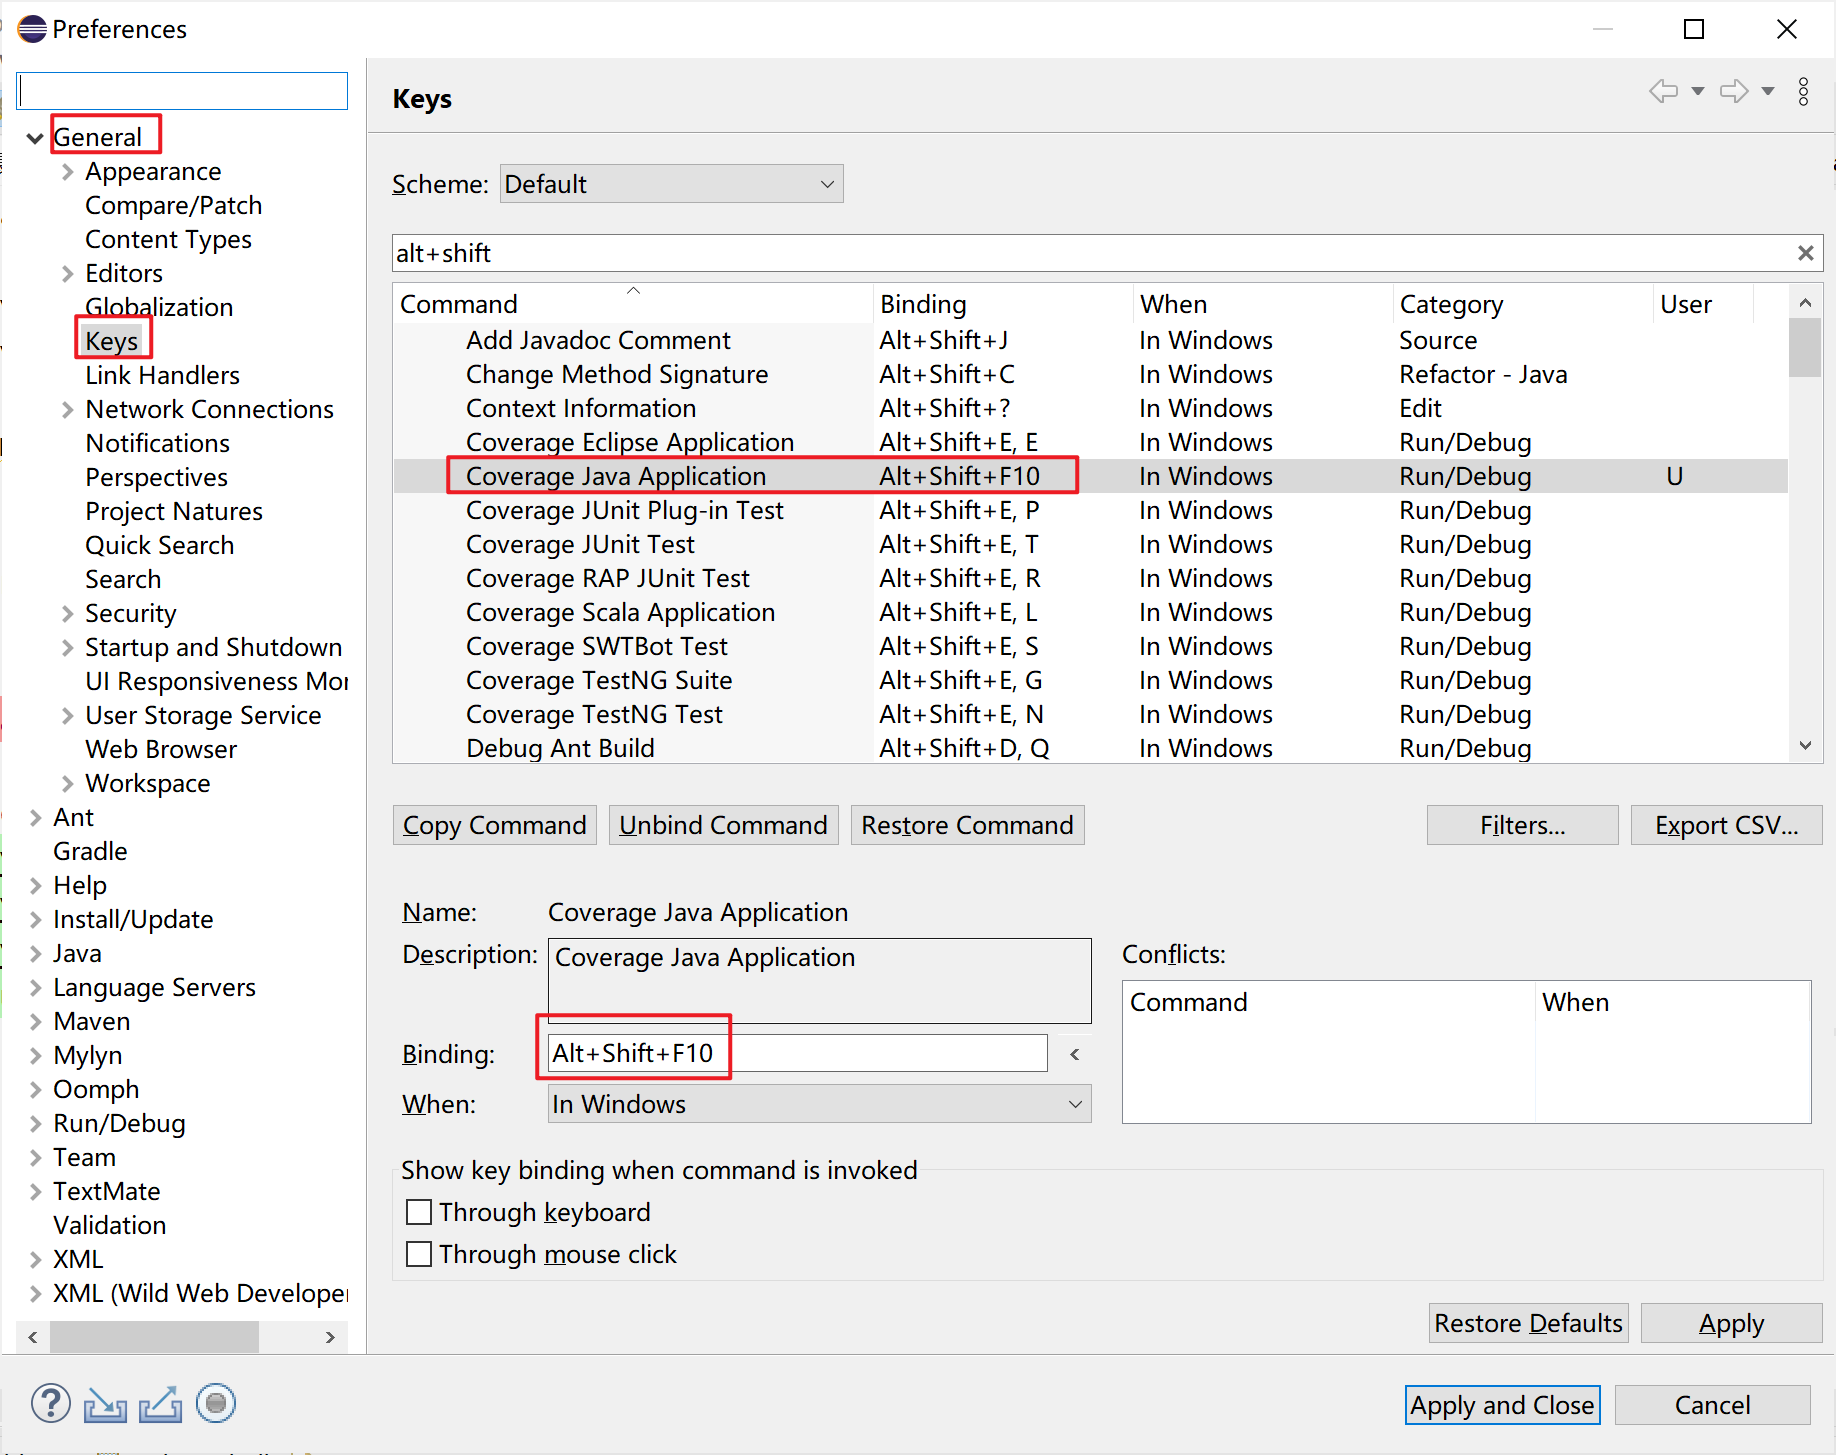 Preferences
General
Appearance
Compare/Patch
Content Types
Editors
Globalization
Keys
Link Handlers
Network Connections
Notifications
Perspectives
Project Natures
Quick Search
Search
Security
Startup and Shutdown
UI Responsiveness Mor
User Storage Service
Web Browser
Workspace
Ant
Gradle
Help
Install/Update
Java
Language Servers
Maven
Mylyn
Oomph
Run/Debug
Team
TextMate
Validation
XML
XML (Wild Web Developer
Keys
Scheme: Default
alt+shift
Command Binding When Category User
Add Javadoc Comment Alt+Shift+J In Windows Source
Change Method Signature Alt+Shift+C In Windows Refactor - Java
Context Information Alt+Shift+? In Windows Edit
Coverage Eclipse Application Alt+Shift+E, E In Windows Run/Debug
Coverage Java Application Alt+Shift+F10 In Windows Run/Debug U
Coverage JUnit Plug-in Test Alt+Shift+E, P In Windows Run/Debug
Coverage JUnit Test Alt+Shift+E, T In Windows Run/Debug
Coverage RAP JUnit Test Alt+Shift+E, R In Windows Run/Debug
Coverage Scala Application Alt+Shift+E, L In Windows Run/Debug
Coverage SWTBot Test Alt+Shift+E, S In Windows Run/Debug
Coverage TestNG Suite Alt+Shift+E, G In Windows Run/Debug
Coverage TestNG Test Alt+Shift+E, N In Windows Run/Debug
Debug Ant Build Alt+Shift+D, Q In Windows Run/Debug
Copy Command Unbind Command Restore Command Filters... Export CSV...
Name: Coverage Java Application
Description: Coverage Java Application
Conflicts:
Command When
Binding: Alt+Shift+F10
When: In Windows
Show key binding when command is invoked
Through keyboard
Through mouse click
Restore Defaults Apply
Apply and Close Cancel